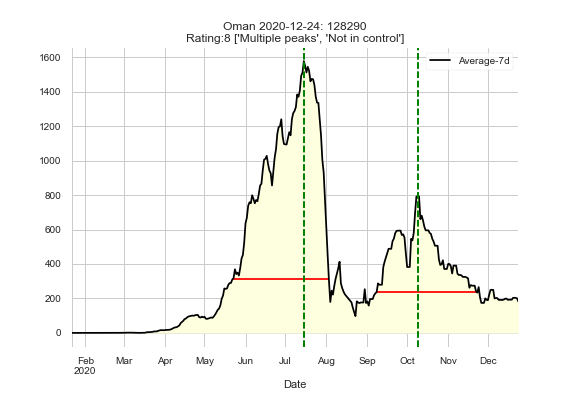 Oman 2020-12-24: 128290
Rating:8 ['Multiple peaks', 'Not in control']
Average-7d
1600
1400
1200
1000
800
600
400
200
0
Feb Mar Apr May Jun Jul Aug Sep Oct Nov Dec
2020
Date